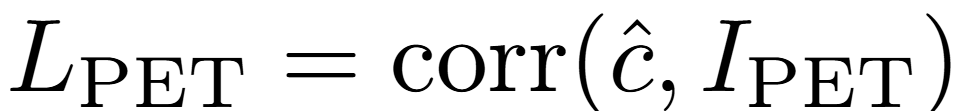 L_PET = corr(ĉ, I_PET)